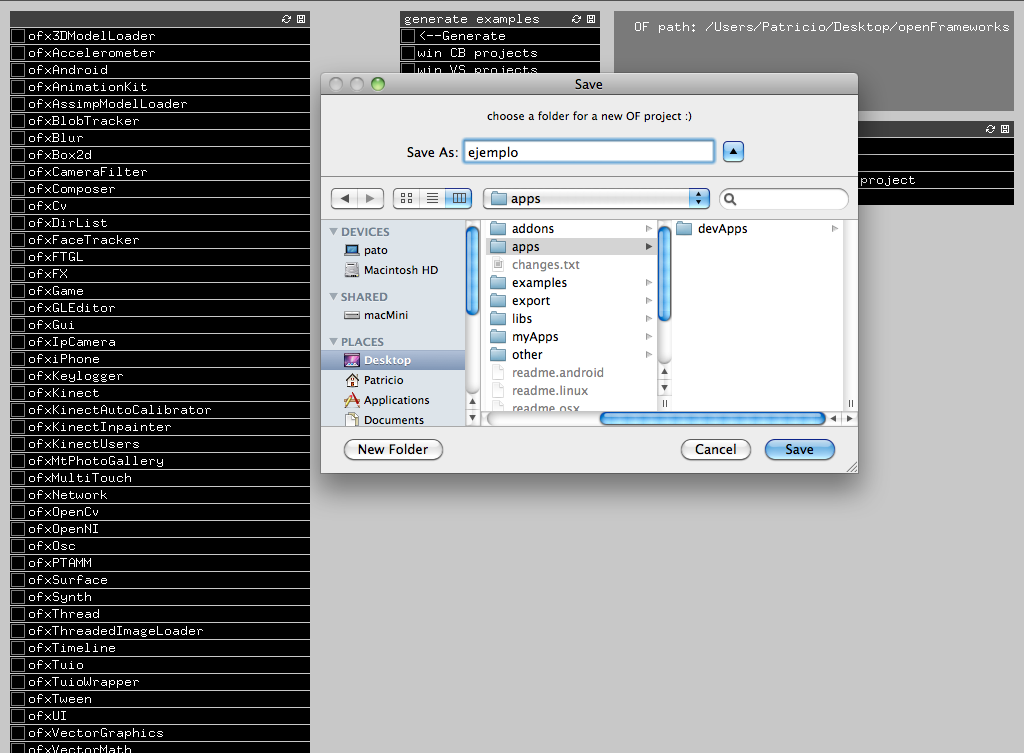 ofx3DModelLoader
ofxAccelerometer
ofxAndroid
ofxAnimationKit
ofxAssimpModelLoader
ofxBlobTracker
ofxBlur
ofxBox2d
ofxCameraFilter
ofxComposer
ofxCv
ofxDirList
ofxFaceTracker
ofxFTGL
ofxFX
ofxGame
ofxGLEditor
ofxGui
ofxIpCamera
ofxiPhone
ofxKeylogger
ofxKinect
ofxKinectAutoCalibrator
ofxKinectInpainter
ofxKinectUsers
ofxMtPhotoGallery
ofxMultiTouch
ofxNetwork
ofxOpenCv
ofxOpenNI
ofxOsc
ofxPTAMM
ofxSurface
ofxSynth
ofxThread
ofxThreadedImageLoader
ofxTimeline
ofxTuio
ofxTuioWrapper
ofxTween
ofxUI
ofxVectorGraphics
ofxVectorMath
generate examples
<--Generate
win CB projects
win VS projects
OF path: /Users/Patricio/Desktop/openFrameworks
project
Save
choose a folder for a new OF project :)
Save As: ejemplo
apps
DEVICES
pato
Macintosh HD
SHARED
macMini
PLACES
Desktop
Patricio
Applications
Documents
addons
apps
changes.txt
examples
export
libs
myApps
other
readme.android
readme.linux
readme.osx
devApps
New Folder
Cancel
Save